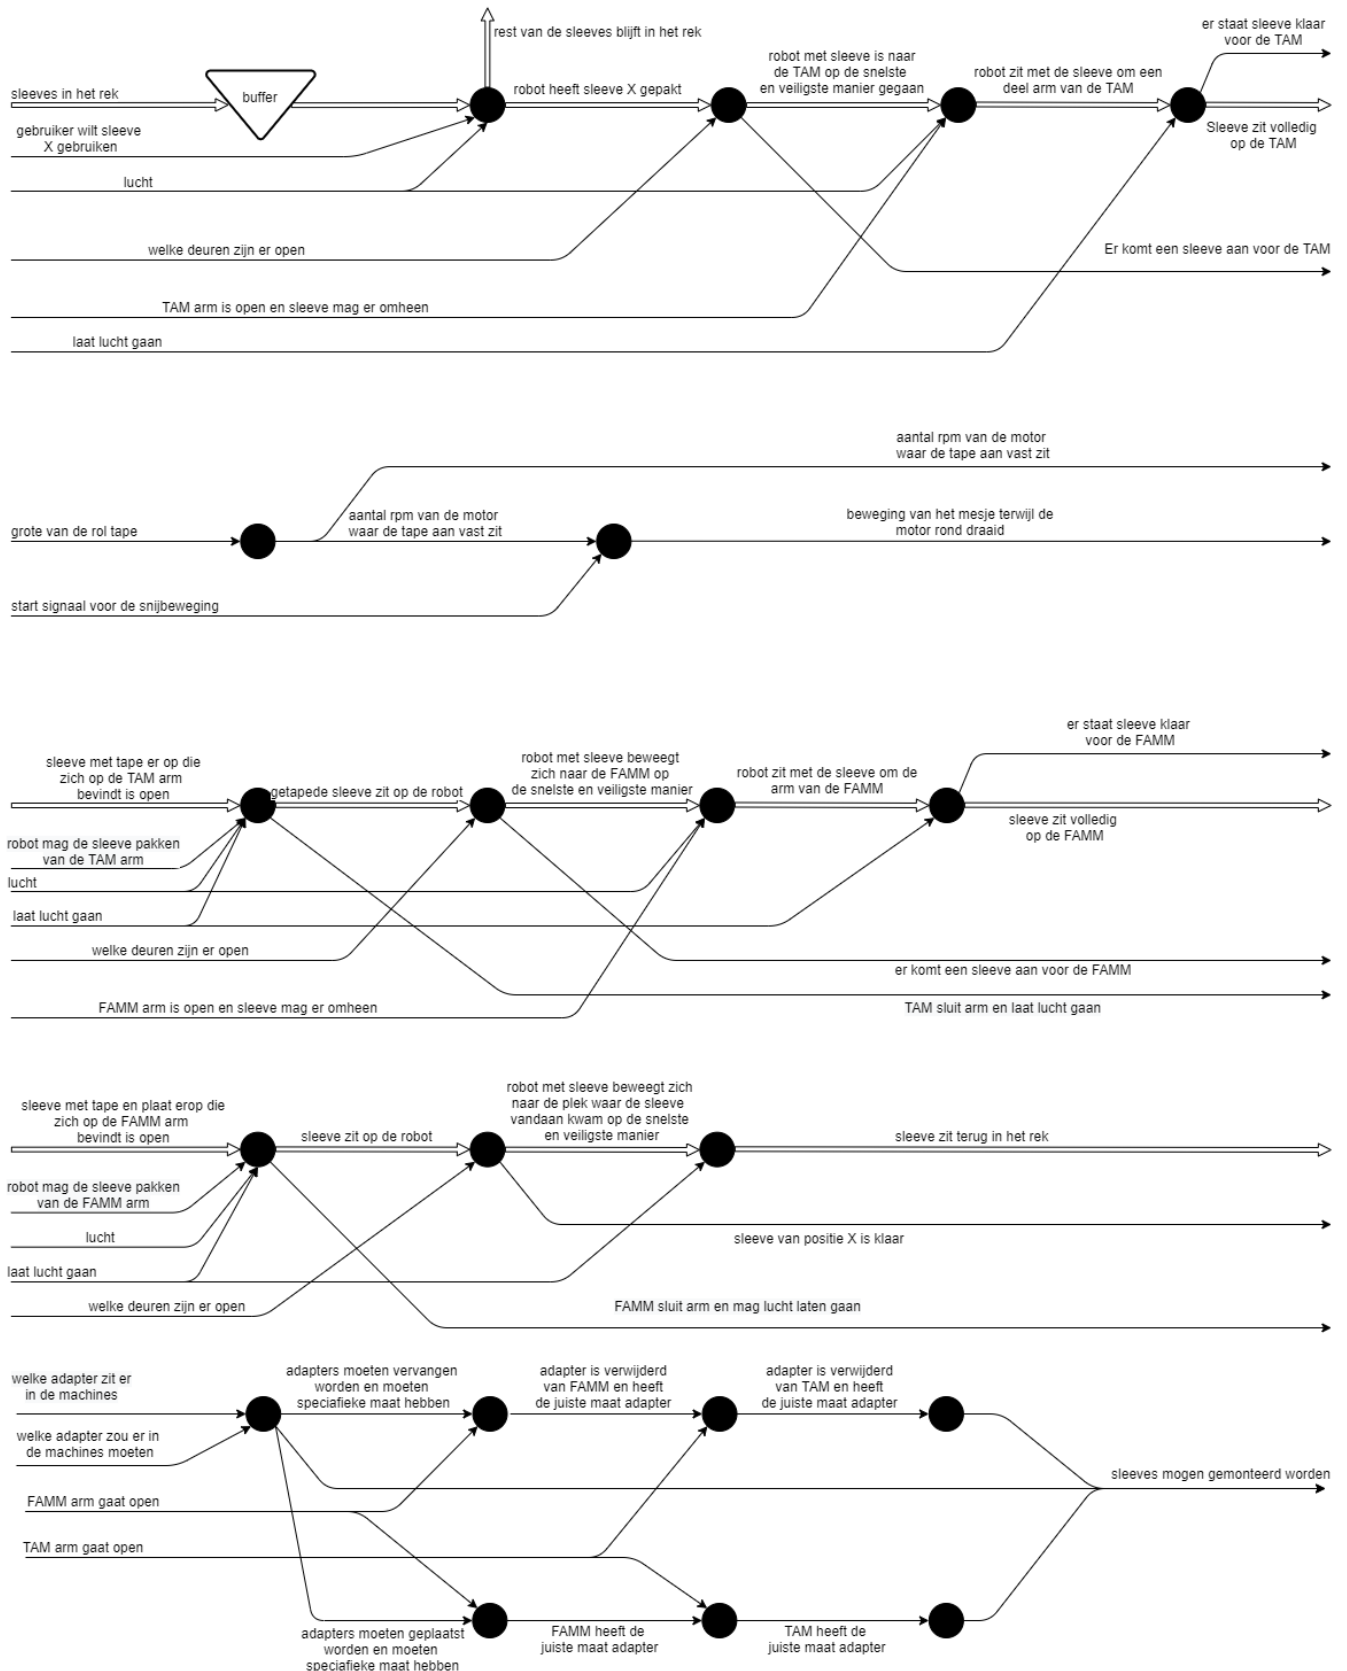 rest van de sleeves blijft in het rek
er staat sleeve klaar
voor de TAM
robot met sleeve is naar
de TAM op de snelste
en veiligste manier gegaan
robot zit met de sleeve om een
deel arm van de TAM
sleeves in het rek
buffer
robot heeft sleeve X gepakt
Sleeve zit volledig
op de TAM
gebruiker wilt sleeve
X gebruiken
lucht
welke deuren zijn er open
Er komt een sleeve aan voor de TAM
TAM arm is open en sleeve mag er omheen
laat lucht gaan
aantal rpm van de motor
waar de tape aan vast zit
grote van de rol tape
aantal rpm van de motor
waar de tape aan vast zit
beweging van het mesje terwijl de
motor rond draaid
start signaal voor de snijbeweging
er staat sleeve klaar
voor de FAMM
sleeve met tape er op die
zich op de TAM arm
bevindt is open
getapede sleeve zit op de robot
robot met sleeve beweegt
zich naar de FAMM op
de snelste en veiligste manier
robot zit met de sleeve om de
arm van de FAMM
sleeve zit volledig
op de FAMM
robot mag de sleeve pakken
van de TAM arm
lucht
laat lucht gaan
welke deuren zijn er open
er komt een sleeve aan voor de FAMM
FAMM arm is open en sleeve mag er omheen
TAM sluit arm en laat lucht gaan
sleeve met tape en plaat erop die
zich op de FAMM arm
bevindt is open
sleeve zit op de robot
robot met sleeve beweegt zich
naar de plek waar de sleeve
vandaan kwam op de snelste
en veiligste manier
sleeve zit terug in het rek
robot mag de sleeve pakken
van de FAMM arm
lucht
sleeve van positie X is klaar
laat lucht gaan
welke deuren zijn er open
FAMM sluit arm en mag lucht laten gaan
welke adapter zit er
in de machines
adapters moeten vervangen
worden en moeten
speciafieke maat hebben
adapter is verwijderd
van FAMM en heeft
de juiste maat adapter
adapter is verwijderd
van TAM en heeft
de juiste maat adapter
welke adapter zou er in
de machines moeten
sleeves mogen gemonteerd worden
FAMM arm gaat open
TAM arm gaat open
adapters moeten geplaatst
worden en moeten
speciafieke maat hebben
FAMM heeft de
juiste maat adapter
TAM heeft de
juiste maat adapter